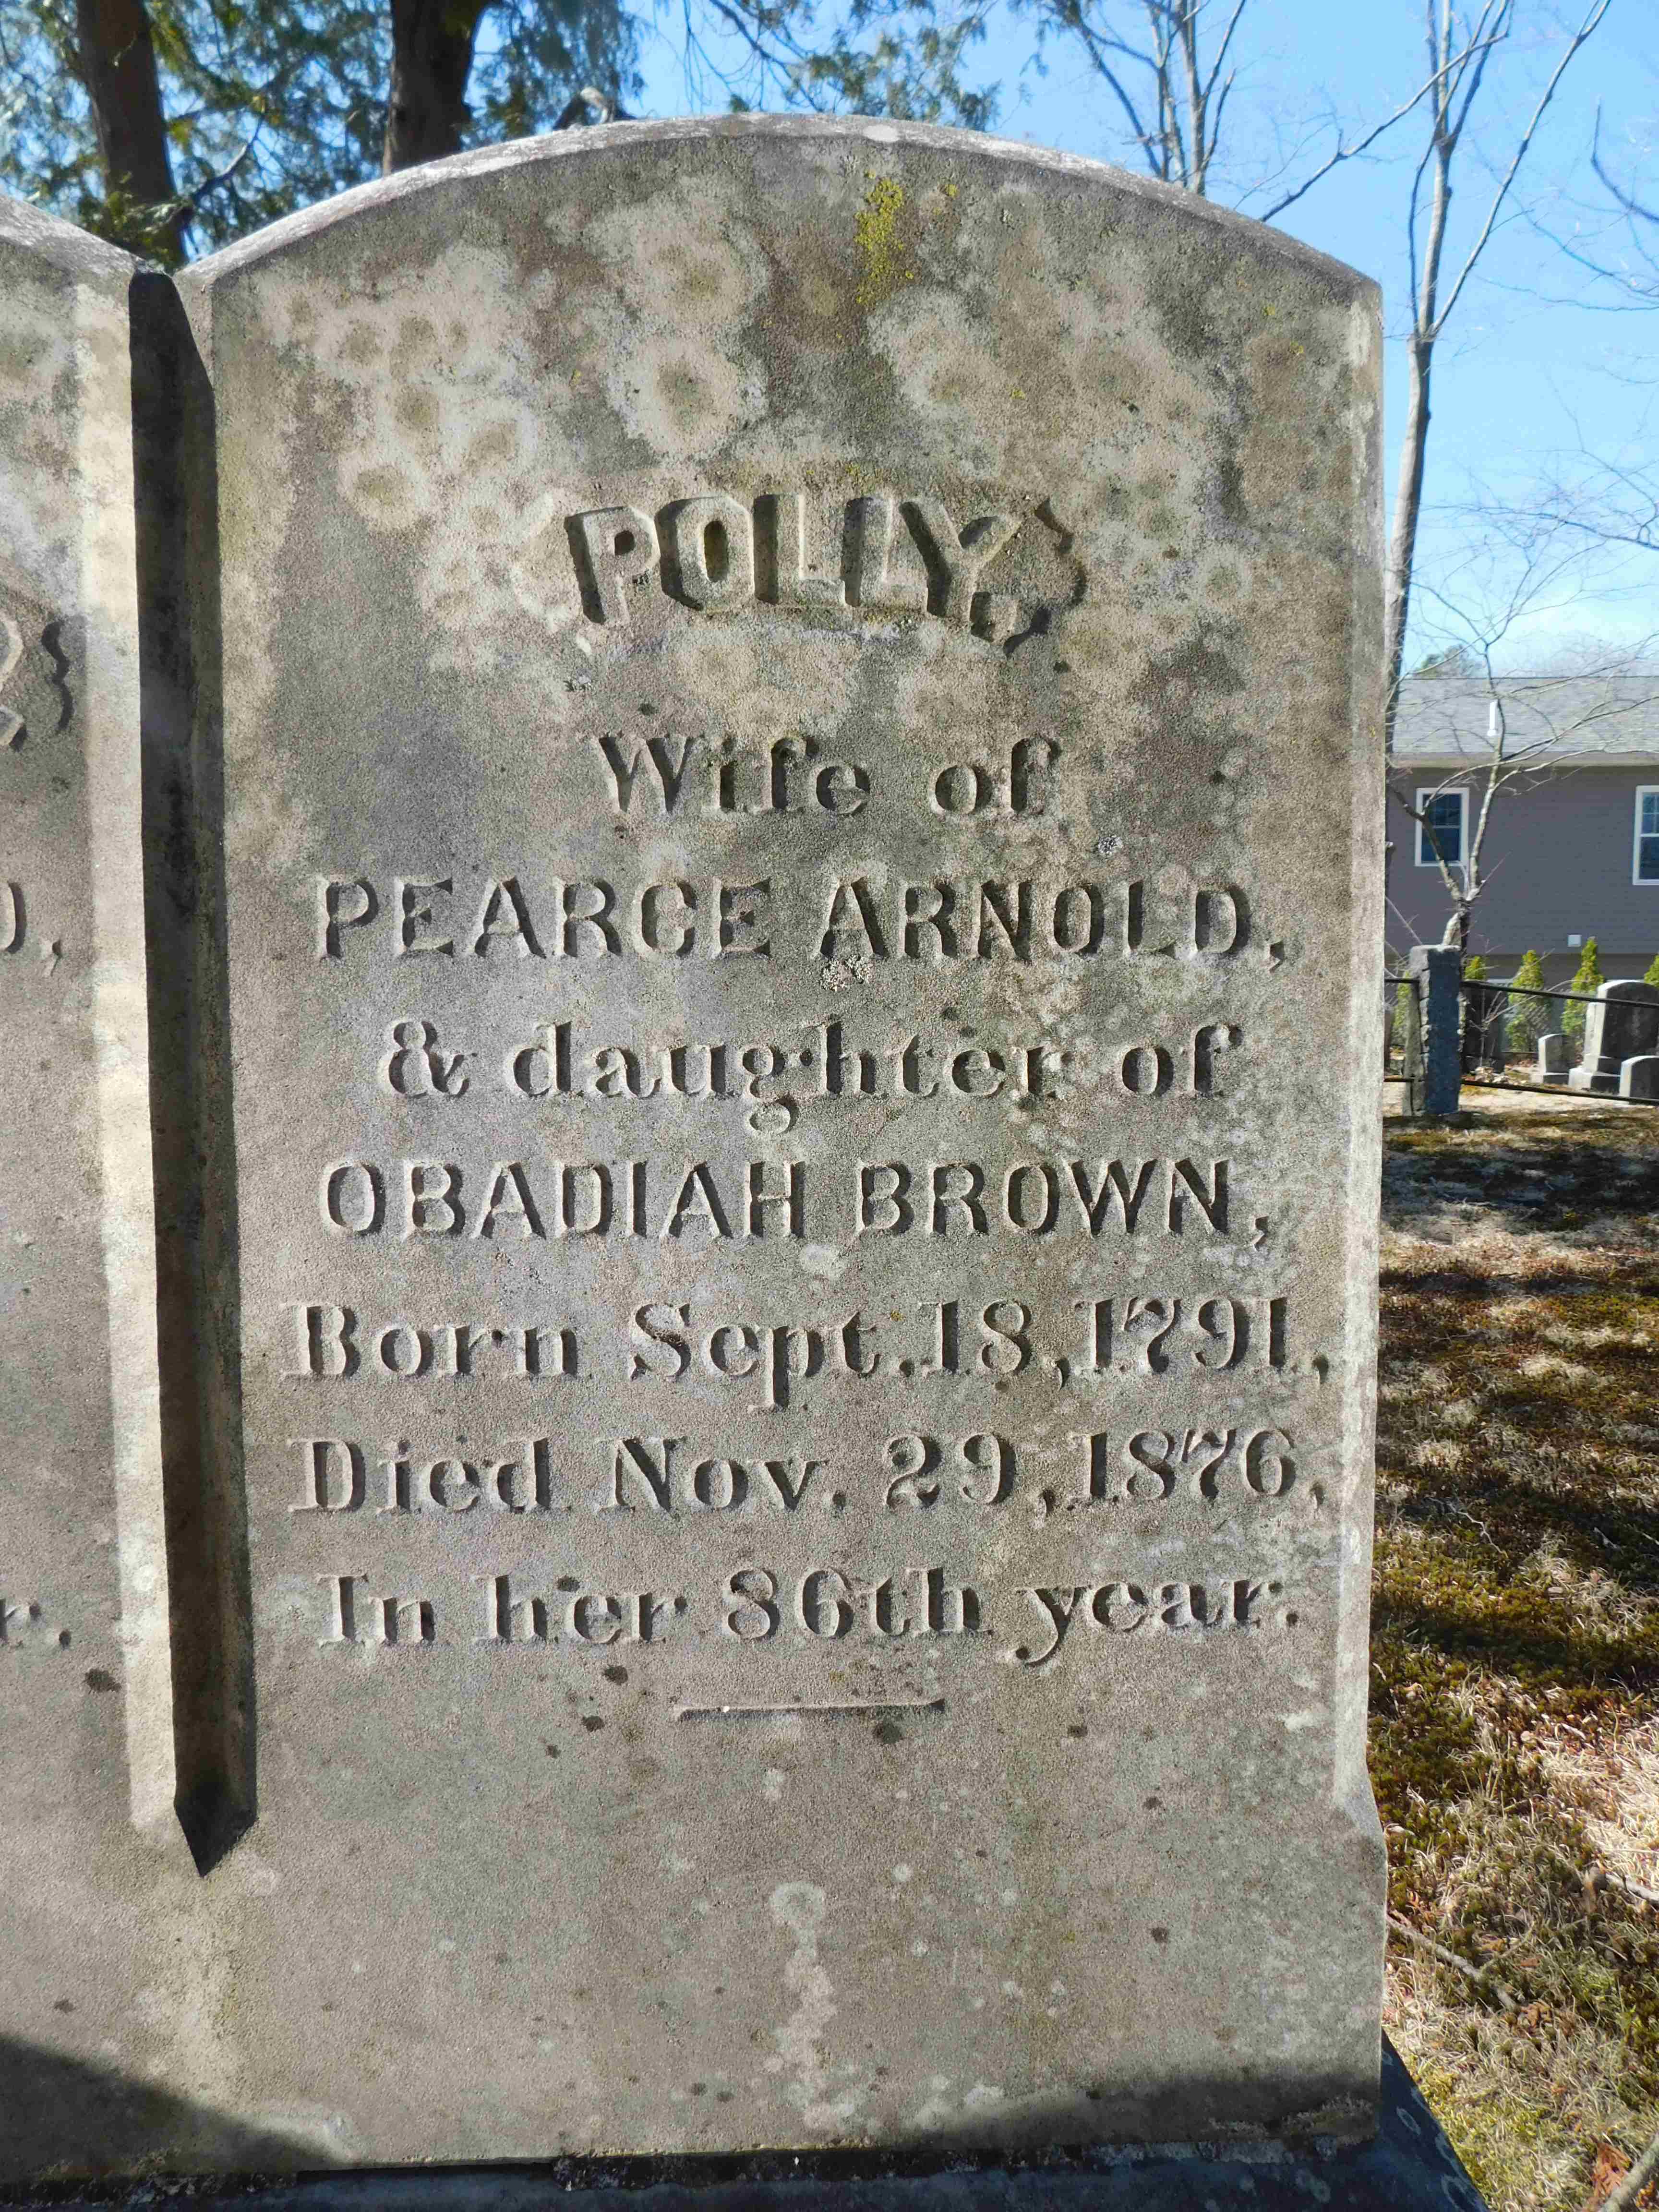 POLLY,
Wife of
PEARCE ARNOLD,
& daughter of
OBADIAH BROWN,
Born Sept. 18, 1791,
Died Nov. 29, 1876,
In her 86th year.